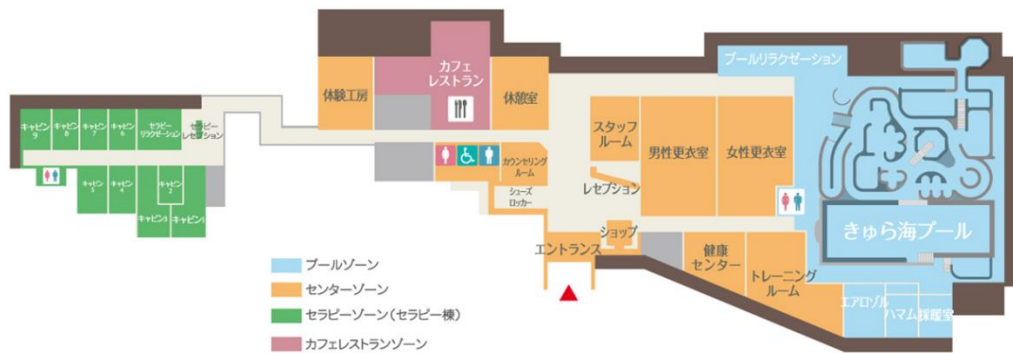 プールリラクゼーション
カフェ
レストラン
体験工房
休憩室
キャビン
9
キャビン
8
キャビン
7
キャビン
6
セラピー
リラクゼーション
セラピー
レセプション
スタッフ
ルーム
男性更衣室
女性更衣室
カウンセリング
ルーム
キャビン
3
キャビン
4
キャビン
2
レセプション
シューズ
ロッカー
キャビン1
ショップ
きゅら海プール
エントランス
健康
センター
トレーニング
ルーム
プールゾーン
センターゾーン
セラピーゾーン(セラピー棟)
カフェレストランゾーン
エアロゾル
ハマム
採暖室